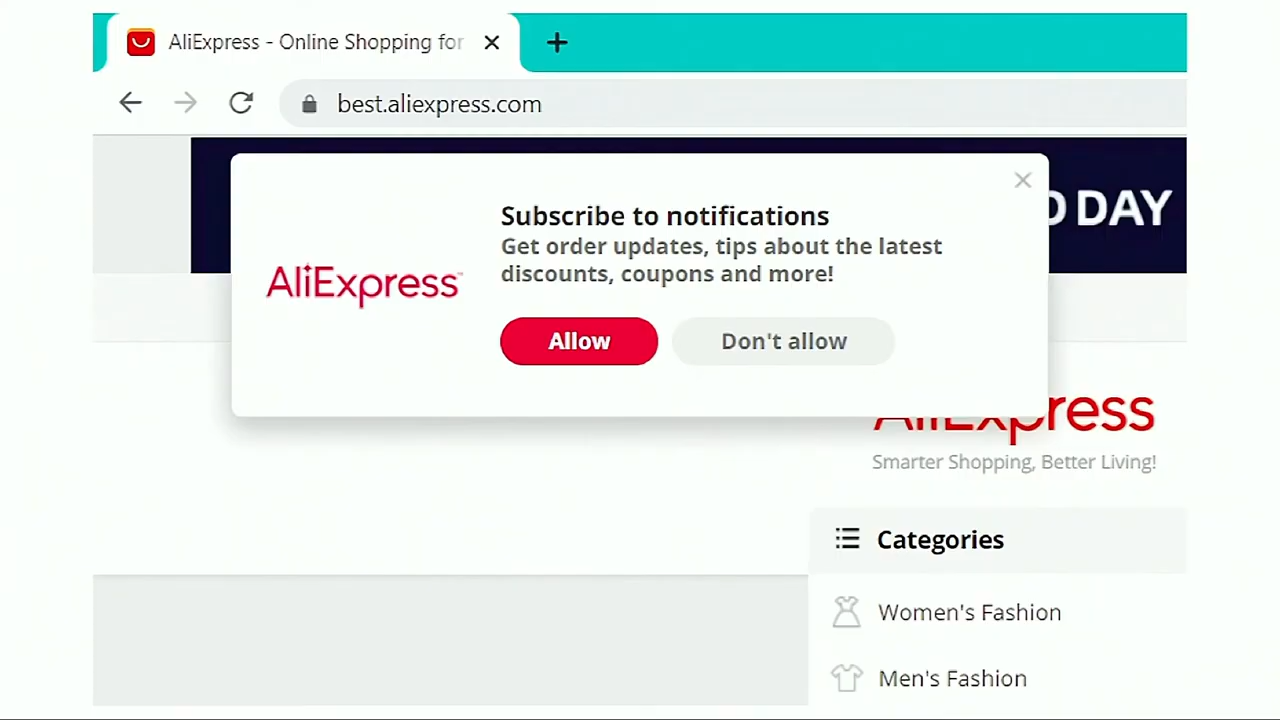 AliExpress - Online Shopping for
best.aliexpress.com
DAY
Subscribe to notifications
Get order updates, tips about the latest
discounts, coupons and more!
AliExpress™
Allow
Don't allow
AliExpress
Smarter Shopping, Better Living!
Categories
Women's Fashion
Men's Fashion